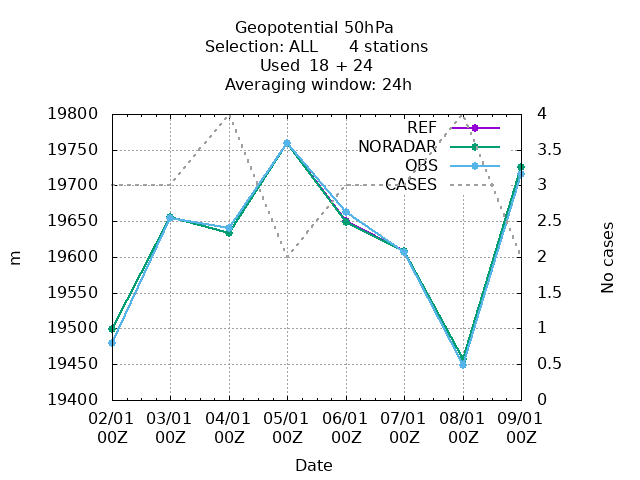 Geopotential 50hPa
Selection: ALL      4 stations
Used  18 + 24
Averaging window: 24h
19800
19750
19700
19650
19600
19550
19500
19450
19400
m
4
3.5
3
2.5
2
1.5
1
0.5
0
No cases
REF
NORADAR
OBS
CASES
02/01 03/01 04/01 05/01 06/01 07/01 08/01 09/01
00Z 00Z 00Z 00Z 00Z 00Z 00Z 00Z
Date